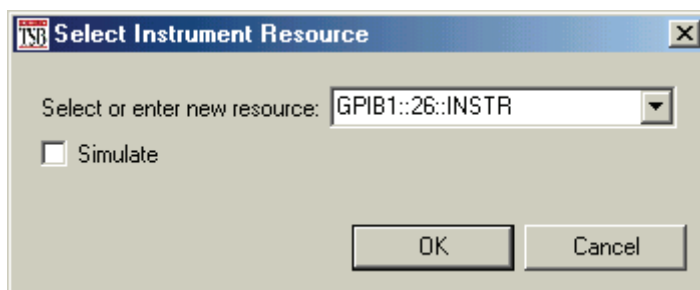 TSB Select Instrument Resource
Select or enter new resource: GPIB1::26::INSTR
Simulate
OK Cancel